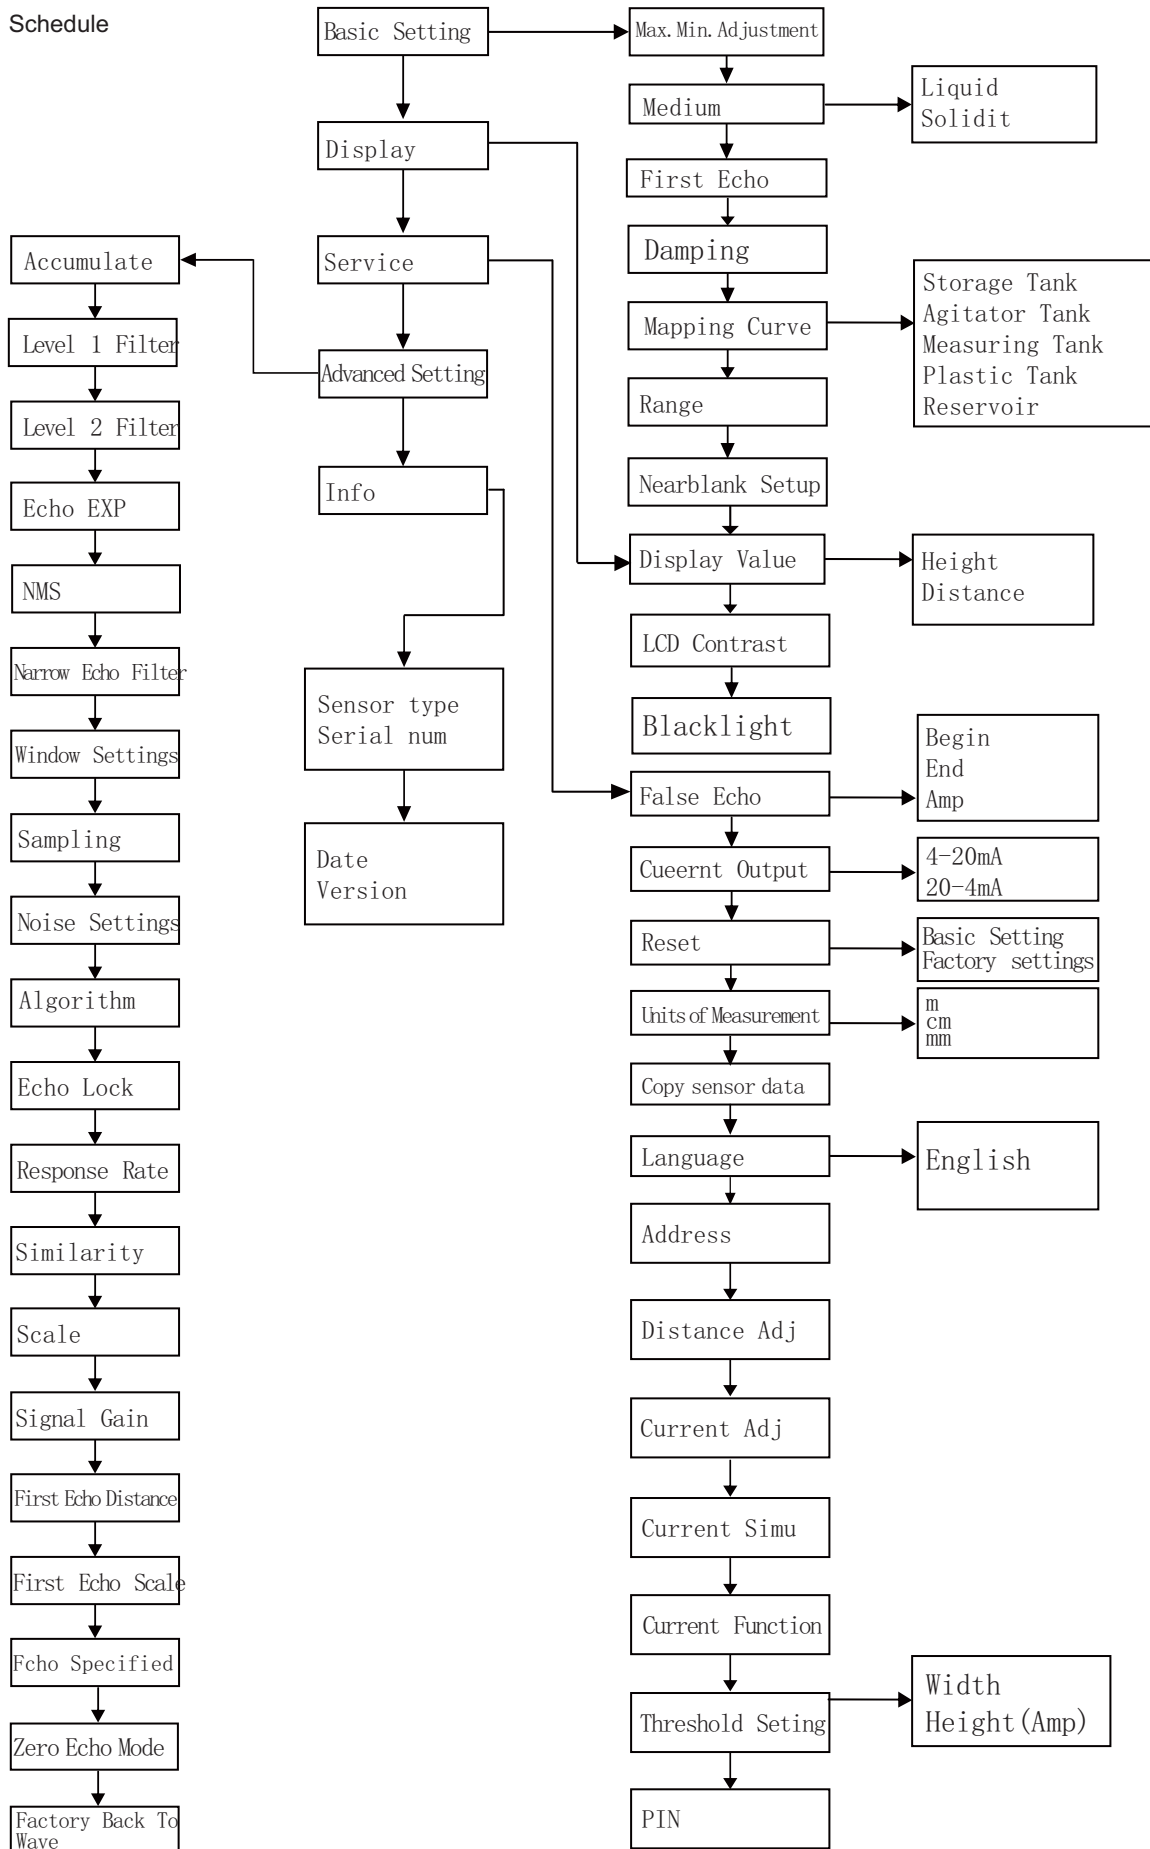 Schedule
Basic Setting
Display
Service
Advanced Setting
Info
Sensor type
Serial num
Date
Version
Accumulate
Level 1 Filter
Level 2 Filter
Echo EXP
NMS
Narrow Echo Filter
Window Settings
Sampling
Noise Settings
Algorithm
Echo Lock
Response Rate
Similarity
Scale
Signal Gain
First Echo Distance
First Echo Scale
Fcho Specified
Zero Echo Mode
Factory Back To
Wave
Max. Min. Adjustment
Medium
Liquid
Solidit
First Echo
Damping
Mapping Curve
Storage Tank
Agitator Tank
Measuring Tank
Plastic Tank
Reservoir
Range
Nearblank Setup
Display Value
Height
Distance
LCD Contrast
Blacklight
False Echo
Begin
End
Amp
Cueernt Output
4-20mA
20-4mA
Reset
Basic Setting
Factory settings
Units of Measurement
m
cm
mm
Copy sensor data
Language
English
Address
Distance Adj
Current Adj
Current Simu
Current Function
Threshold Seting
Width
Height(Amp)
PIN